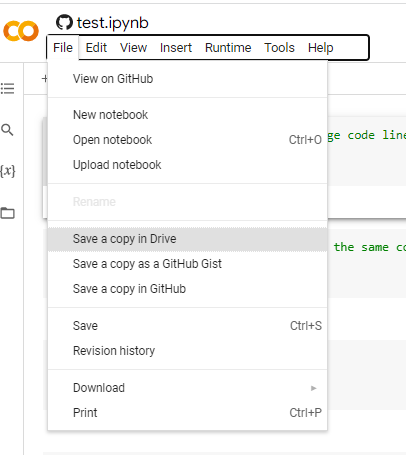 test.ipynb
File Edit View Insert Runtime Tools Help
View on GitHub
New notebook
Open notebook Ctrl+O
ge code line
Upload notebook
{x}
Rename
Save a copy in Drive
the same co
Save a copy as a GitHub Gist
Save a copy in GitHub
Save Ctrl+S
Revision history
Download
Print Ctrl+P